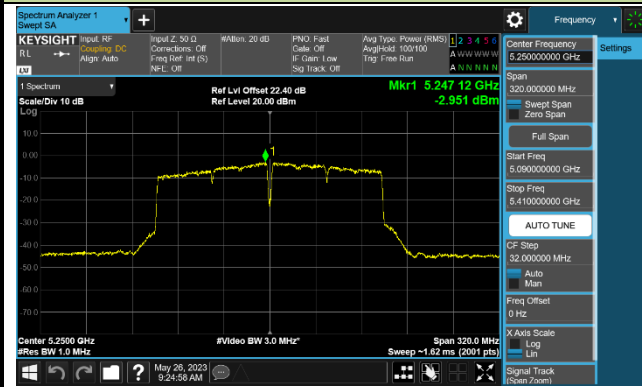 Spectrum Analyzer 1
Swept SA
Frequency
KEYSIGHT
RL
LXI
Input: RF
Coupling: DC
Align: Auto
Input Z: 50 Ω
Corrections: Off
Freq Ref: Int (S)
NFE: Off
#Atten: 20 dB
PNO: Fast
Gate: Off
IF Gain: Low
Sig Track: Off
Avg Type: Power (RMS)
Avg|Hold: 100/100
Trig: Free Run
1 2 3 4 5 6
A W W W W W
A N N N N N
1 Spectrum
Scale/Div 10 dB
Log
Ref Lvl Offset 22.40 dB
Ref Level 20.00 dBm
Mkr1 5.247 12 GHz
-2.951 dBm
10.0
0.00
-10.0
-20.0
-30.0
-40.0
-50.0
-60.0
-70.0
1
Center 5.2500 GHz
#Res BW 1.0 MHz
#Video BW 3.0 MHz*
Span 320.0 MHz
Sweep ~1.62 ms (2001 pts)
May 26, 2023
9:24:58 AM
Center Frequency
5.250000000 GHz
Settings
Span
320.000000 MHz
Swept Span
Zero Span
Full Span
Start Freq
5.090000000 GHz
Stop Freq
5.410000000 GHz
AUTO TUNE
CF Step
32.000000 MHz
Auto
Man
Freq Offset
0 Hz
X Axis Scale
Log
Lin
Signal Track
(Span Zoom)